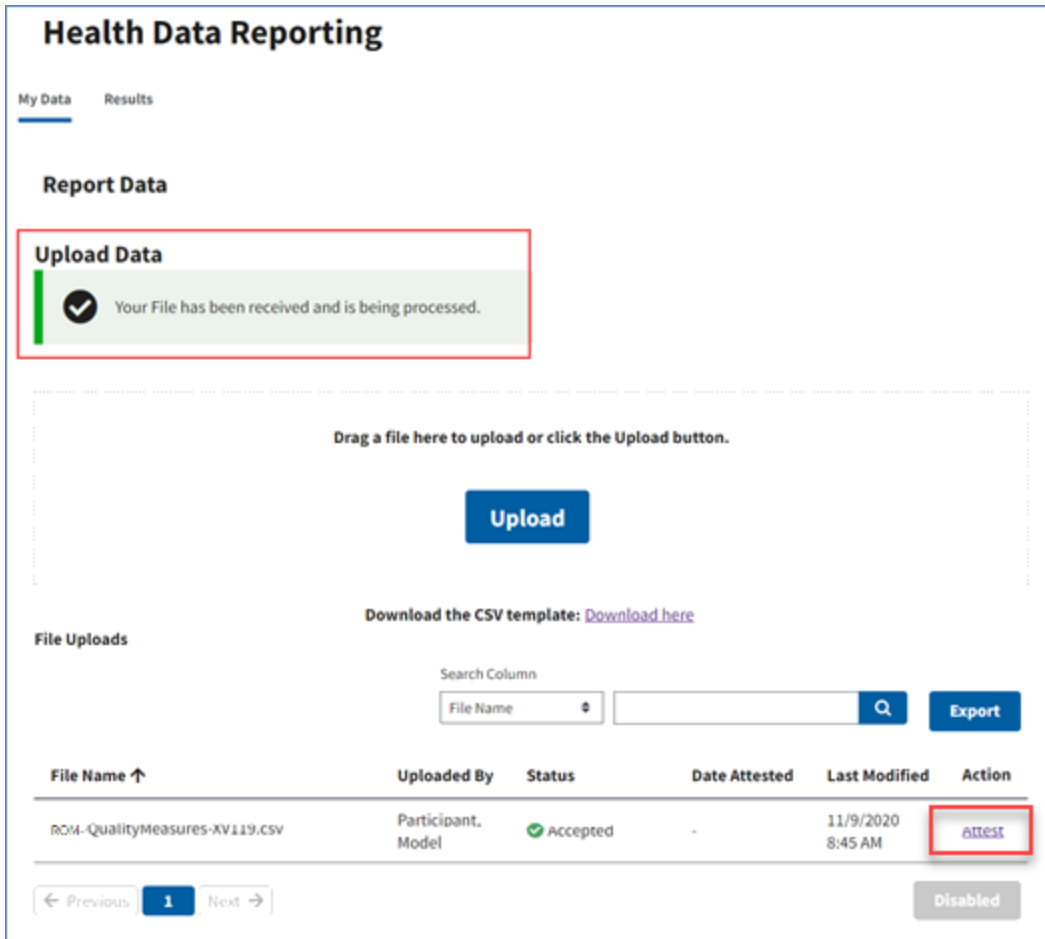 Health Data Reporting
My Data Results
Report Data
Upload Data
Your File has been received and is being processed.
Drag a file here to upload or click the Upload button.
Upload
Download the CSV template: Download here
File Uploads
Search Column
File Name
Export
File Name ↑ Uploaded By Status Date Attested Last Modified Action
ROM-QualityMeasures-XV119.csv Participant, Model Accepted - 11/9/2020 8:45 AM Attest
← Previous 1 Next →
Disabled